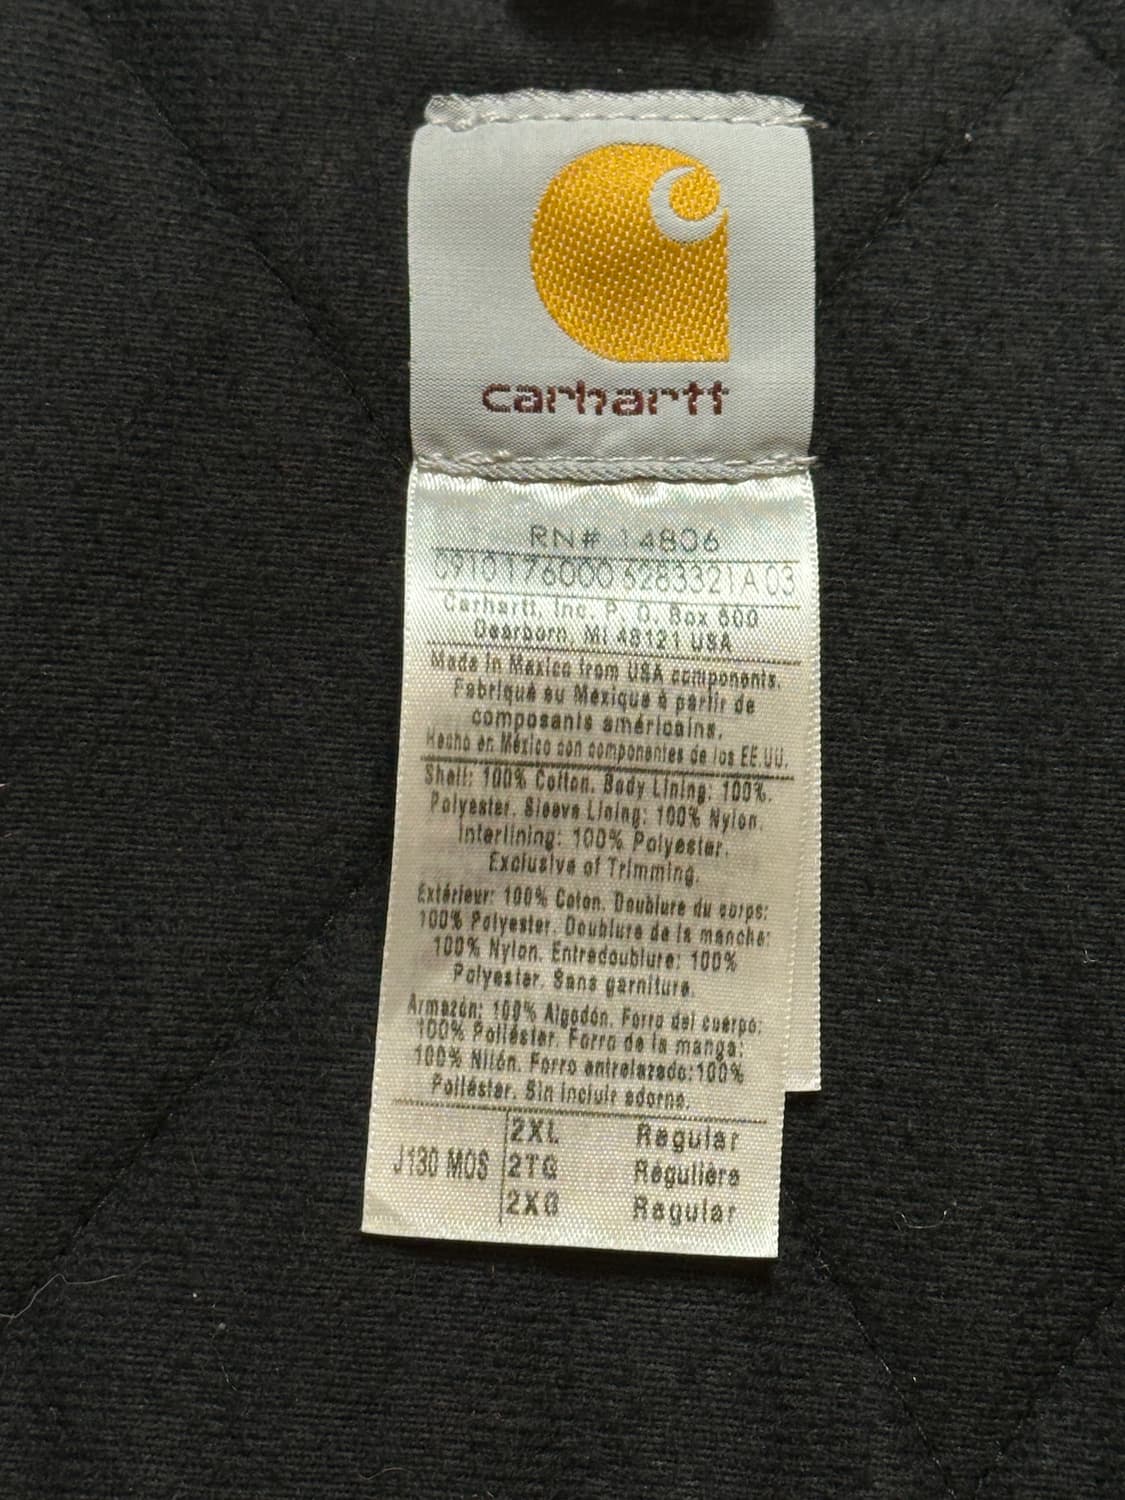 carhartt
RN# 14806
0910176000 6283321A 03
Carhartt, Inc. P. O. Box 600
Dearborn, MI 48121 USA
Made in Mexico from USA components.
Fabriqué au Mexique à partir de
composants américains.
Hecho en México con componentes de los EE.UU.
Shell: 100% Cotton. Body Lining: 100%.
Polyester. Sleeve Lining: 100% Nylon.
Interlining: 100% Polyester.
Exclusive of Trimming.
Extérieur: 100% Coton. Doublure du corps:
100% Polyester. Doublure de la manche:
100% Nylon. Entredoublure: 100%
Polyester. Sans garniture.
Armazón: 100% Algodón. Forro del cuerpo:
100% Poliéster. Forro de la manga:
100% Nilón. Forro entrelazado:100%
Poliéster. Sin incluir adorno.
J130 MOS
2XL Regular
2TG Régulière
2XG Regular